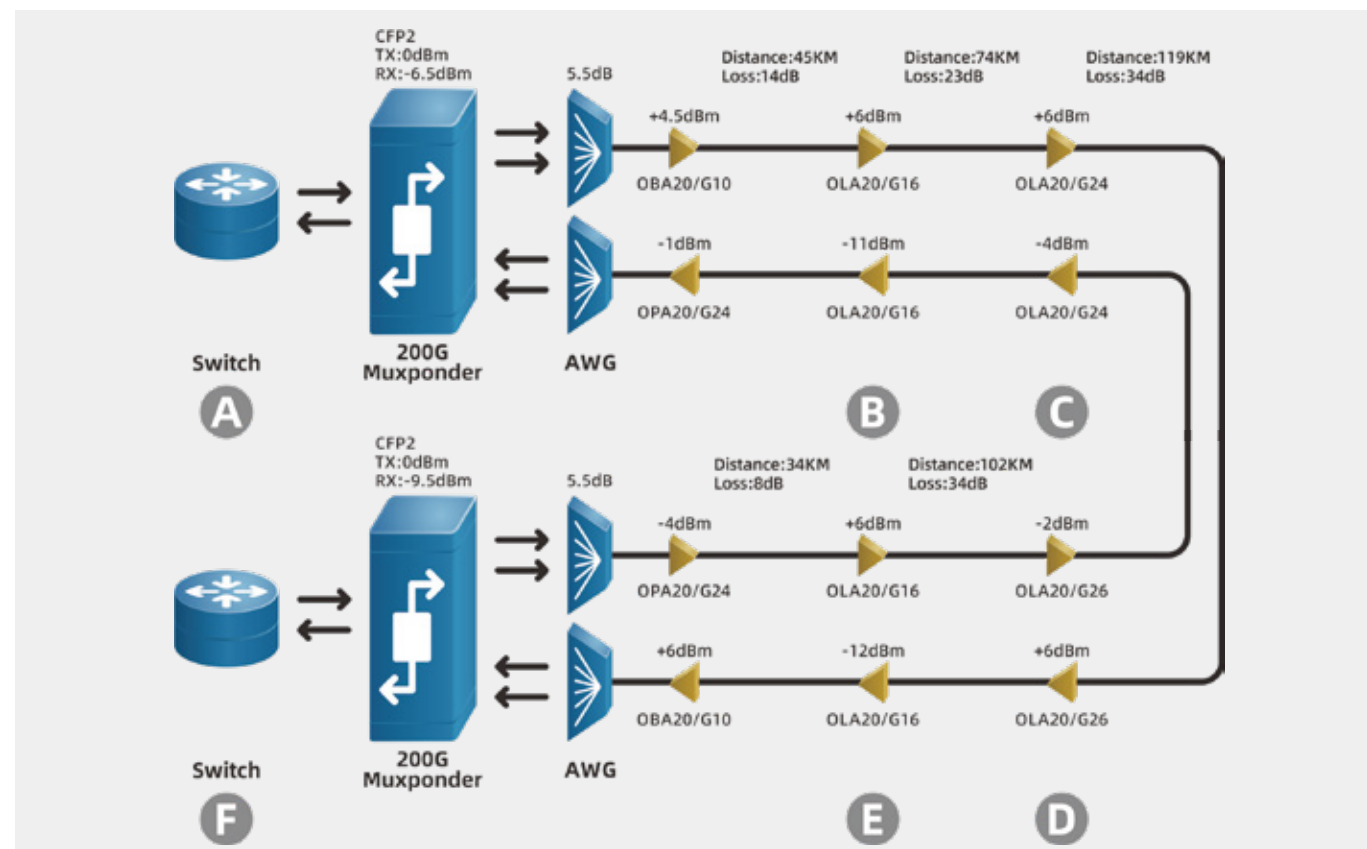 CFP2
TX:0dBm
RX:-6.5dBm
5.5dB
Distance:45KM
Loss:14dB
Distance:74KM
Loss:23dB
Distance:119KM
Loss:34dB
+4.5dBm
+6dBm
+6dBm
OBA20/G10
OLA20/G16
OLA20/G24
-1dBm
-11dBm
-4dBm
OPA20/G24
OLA20/G16
OLA20/G24
Switch
200G
Muxponder
AWG
A
B
C
CFP2
TX:0dBm
RX:-9.5dBm
5.5dB
Distance:34KM
Loss:8dB
Distance:102KM
Loss:34dB
-4dBm
+6dBm
-2dBm
OPA20/G24
OLA20/G16
OLA20/G26
+6dBm
-12dBm
+6dBm
OBA20/G10
OLA20/G16
OLA20/G26
Switch
200G
Muxponder
AWG
F
E
D